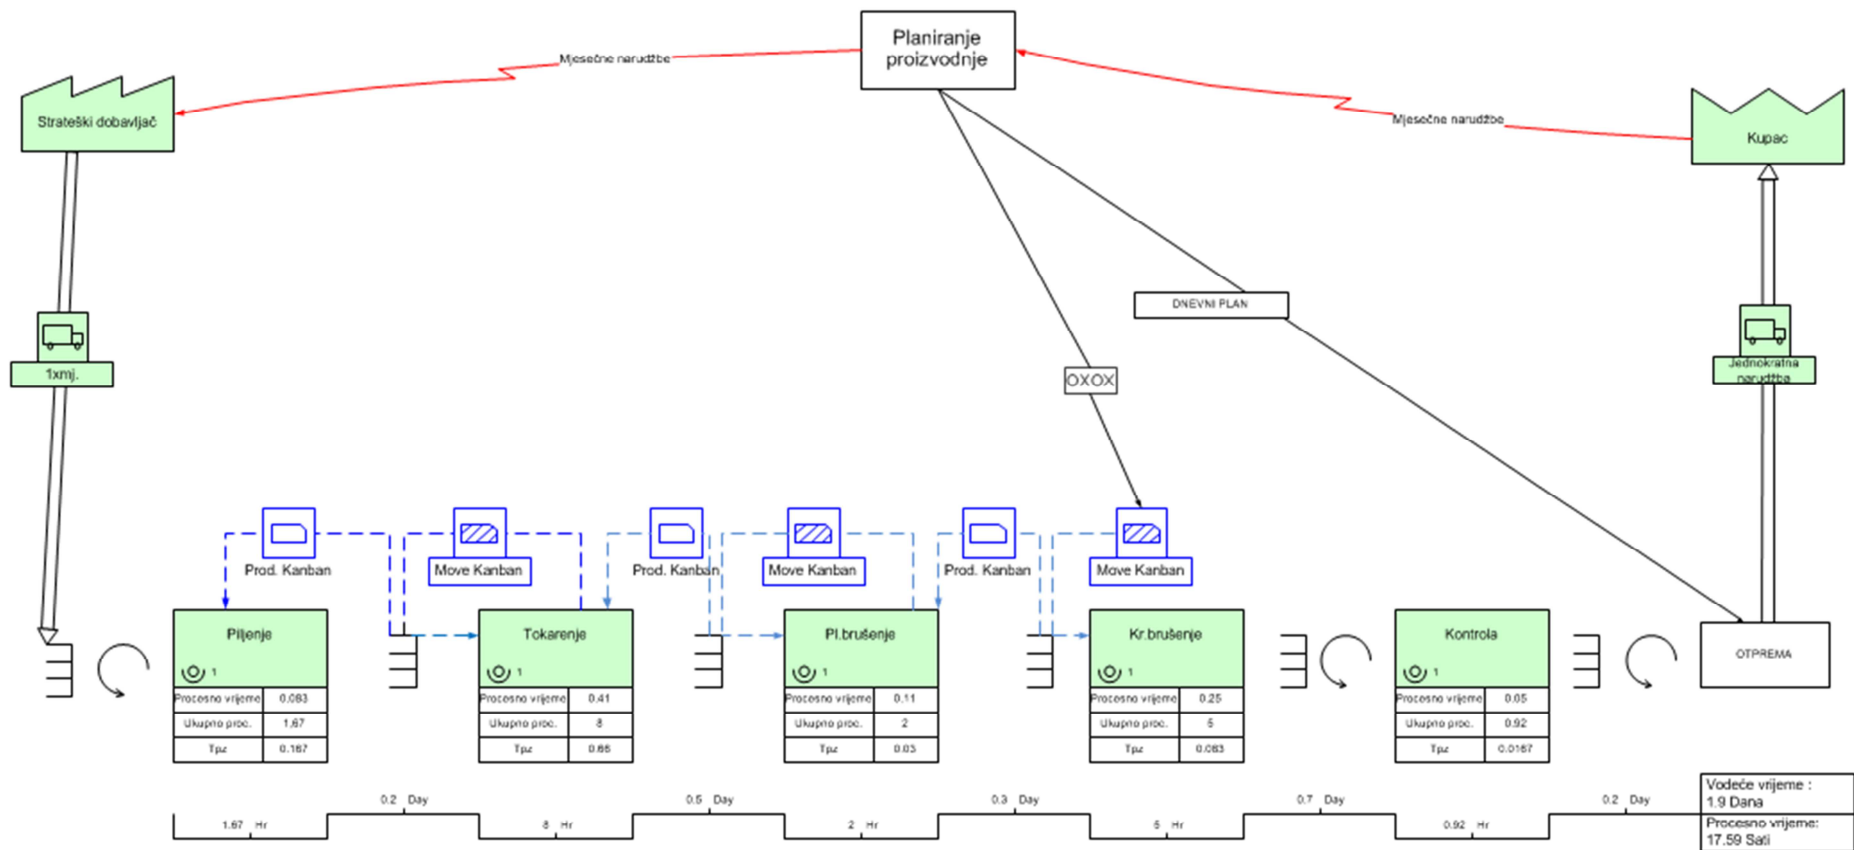 Planiranje
proizvodnje
Mjesečne narudžbe
Mjesečne narudžbe
Strateški dobavljač
Kupac
DNEVNI PLAN
1xmj.
Jednokratna
narudžba
OXOX
Prod. Kanban
Move Kanban
Prod. Kanban
Move Kanban
Prod. Kanban
Move Kanban
Piljenje
1
Procesno vrijeme 0.083
Ukupno proc. 1,67
Tpz 0.167
Tokarenje
1
Procesno vrijeme 0.41
Ukupno proc. 8
Tpz 0.66
Pl.brušenje
1
Procesno vrijeme 0.11
Ukupno proc. 2
Tpz 0.03
Kr.brušenje
1
Procesno vrijeme 0.25
Ukupno proc. 5
Tpz 0.083
Kontrola
1
Procesno vrijeme 0.05
Ukupno proc. 0.92
Tpz 0.0167
OTPREMA
0.2 Day
0.5 Day
0.3 Day
0.7 Day
0.2 Day
1.67 Hr
8 Hr
2 Hr
5 Hr
0.92 Hr
Vodeće vrijeme :
1.9 Dana
Procesno vrijeme:
17.59 Sati